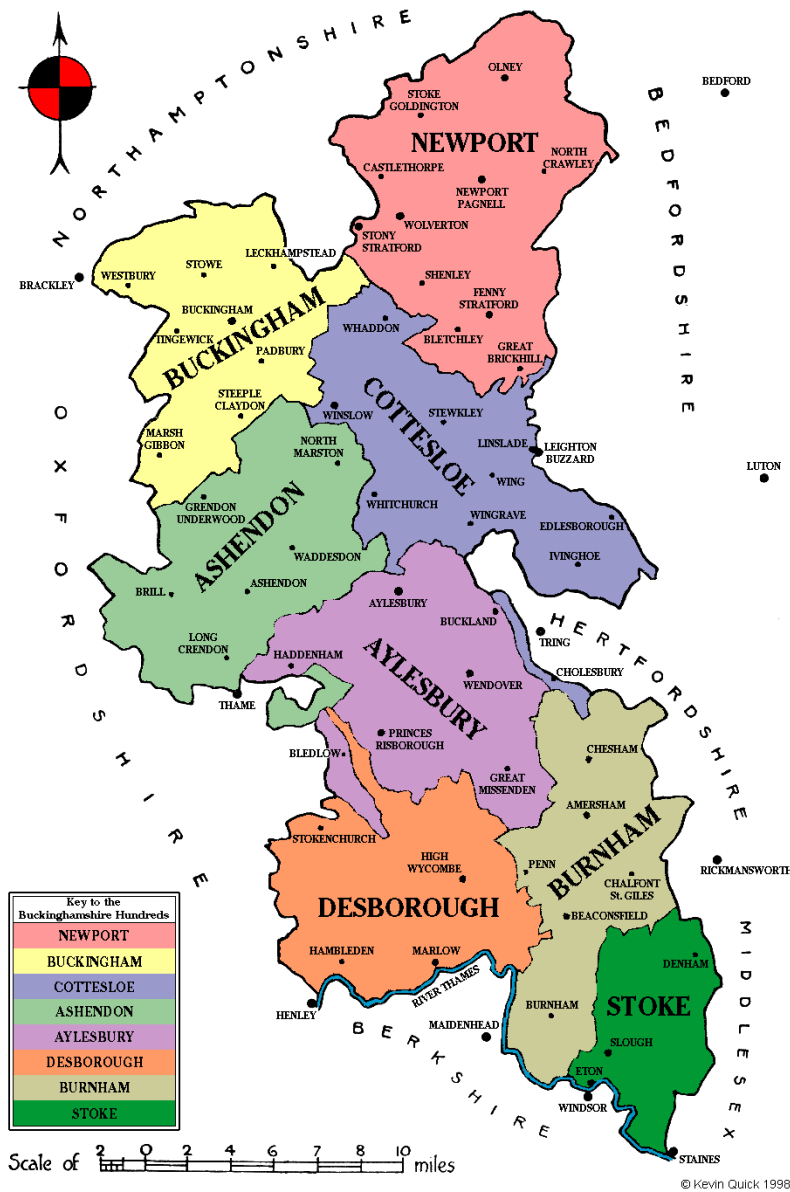 NORTHAMPTONSHIRE
BEDFORDSHIRE
OXFORDSHIRE
HERTFORDSHIRE
BERKSHIRE
MIDDLESEX
OLNEY
BEDFORD
STOKE
GOLDINGTON
NEWPORT
NORTH
CRAWLEY
CASTLETHORPE
NEWPORT
PAGNELL
WOLVERTON
STONY
STRATFORD
LECKHAMPSTEAD
STOWE
WESTBURY
BRACKLEY
SHENLEY
FENNY
STRATFORD
BUCKINGHAM
BUCKINGHAM
TINGEWICK
WHADDON
BLETCHLEY
GREAT
BRICKHILL
PADBURY
STEEPLE
CLAYDON
WINSLOW
COTTESLOE
STEWKLEY
MARSH
GIBBON
NORTH
MARSTON
LINSLADE
LEIGHTON
BUZZARD
LUTON
WING
GRENDON
UNDERWOOD
WHITCHURCH
WINGRAVE
EDLESBOROUGH
ASHENDON
WADDESDON
IVINGHOE
BRILL
ASHENDON
AYLESBURY
BUCKLAND
TRING
LONG
CRENDON
HADDENHAM
AYLESBURY
WENDOVER
CHOLESBURY
THAME
PRINCES
RISBOROUGH
BLEDLOW
CHESHAM
GREAT
MISSENDEN
AMERSHAM
STOKENCHURCH
BURNHAM
HIGH
WYCOMBE
PENN
RICKMANSWORTH
CHALFONT
St. GILES
DESBOROUGH
BEACONSFIELD
HAMBLEDEN
MARLOW
DENHAM
RIVER THAMES
HENLEY
BURNHAM
STOKE
MAIDENHEAD
SLOUGH
ETON
WINDSOR
STAINES
Key to the
Buckinghamshire Hundreds
NEWPORT
BUCKINGHAM
COTTESLOE
ASHENDON
AYLESBURY
DESBOROUGH
BURNHAM
STOKE
Scale of 2 0 2 4 6 8 10 miles
© Kevin Quick 1998